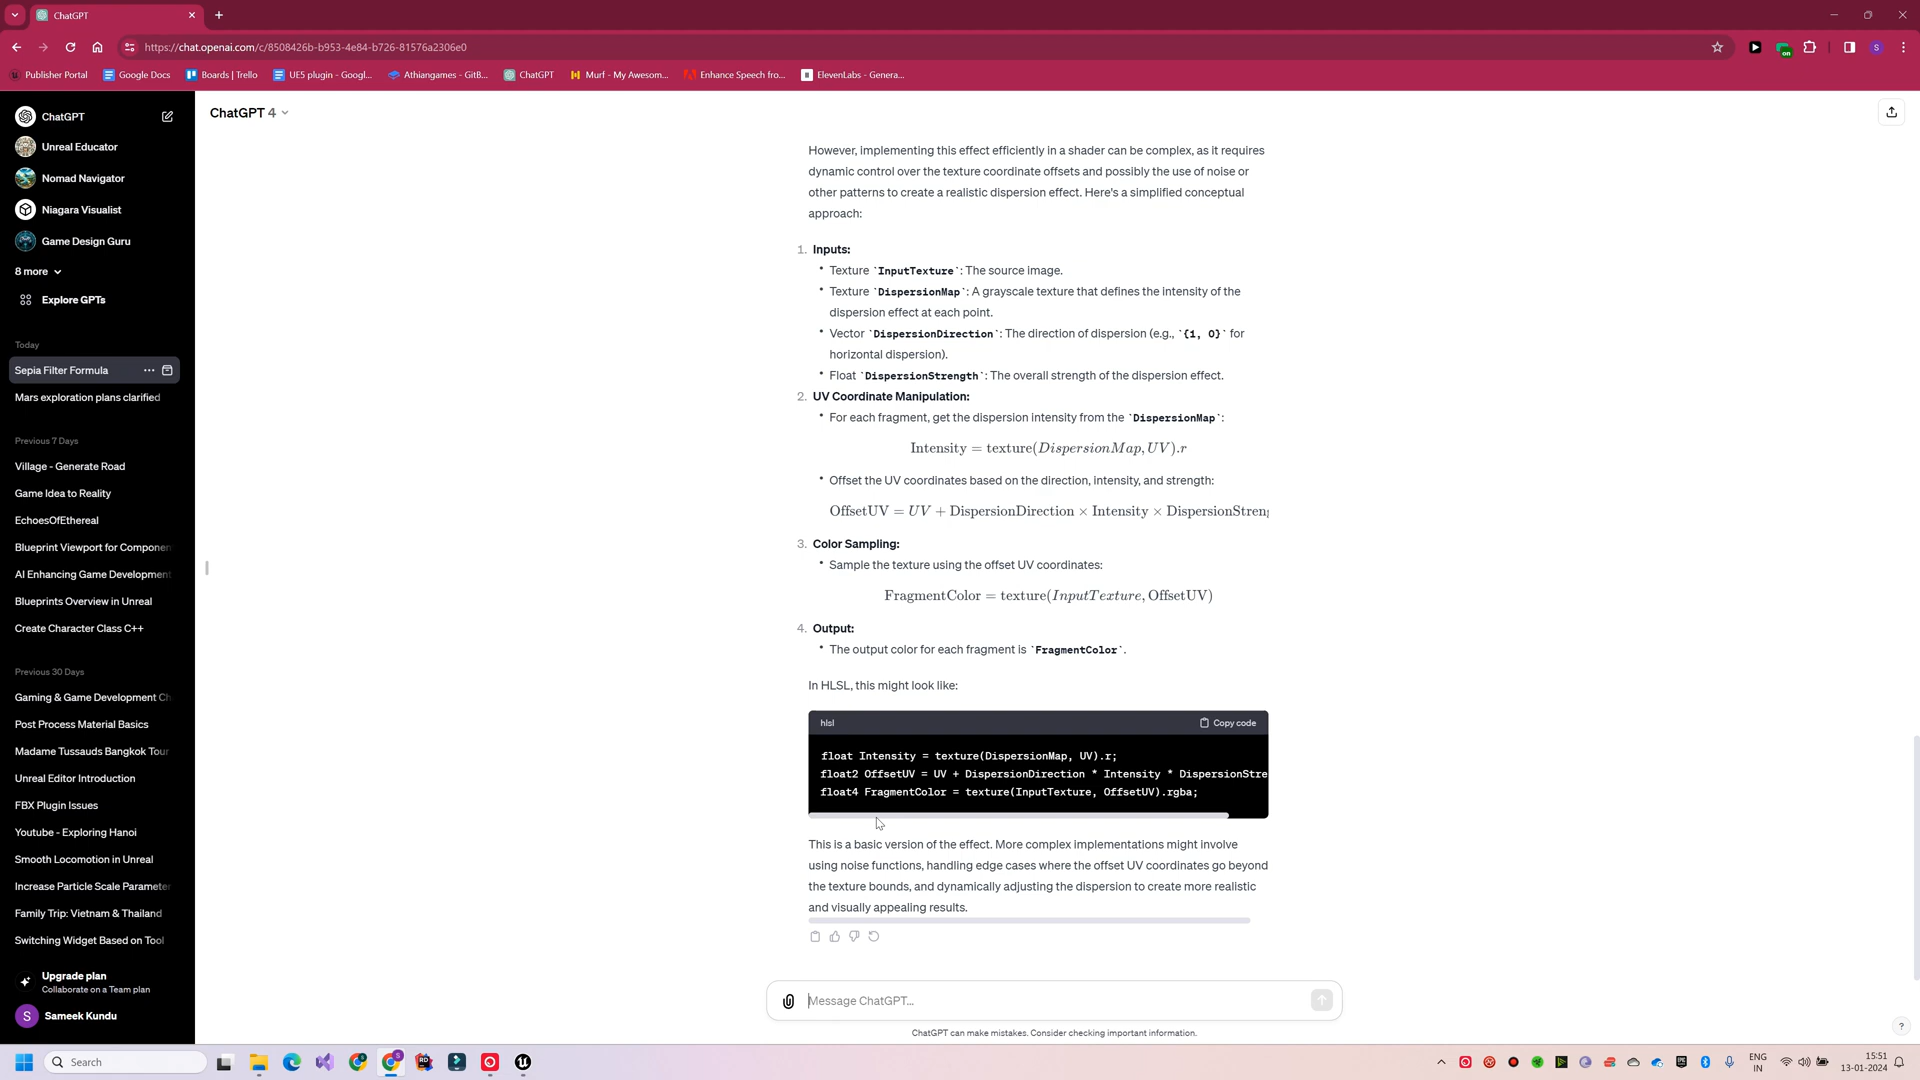 ChatGPT
https://chat.openai.com/c/8508426b-b953-4e84-b726-81576a2306e0
Publisher Portal
Google Docs
Boards | Trello
UE5 plugin - Googl...
Athiangames - GitB...
ChatGPT
Murf - My Awesom...
Enhance Speech fro...
ElevenLabs - Genera...
ChatGPT
Unreal Educator
Nomad Navigator
Niagara Visualist
Game Design Guru
8 more
Explore GPTs
Today
Sepia Filter Formula
Mars exploration plans clarified
Previous 7 Days
Village - Generate Road
Game Idea to Reality
EchoesOfEthereal
Blueprint Viewport for Componen
AI Enhancing Game Development
Blueprints Overview in Unreal
Create Character Class C++
Previous 30 Days
Gaming & Game Development Ch
Post Process Material Basics
Madame Tussauds Bangkok Tour
Unreal Editor Introduction
FBX Plugin Issues
Youtube - Exploring Hanoi
Smooth Locomotion in Unreal
Increase Particle Scale Parameter
Family Trip: Vietnam & Thailand
Switching Widget Based on Tool
Upgrade plan
Collaborate on a Team plan
S
Sameek Kundu
ChatGPT 4
However, implementing this effect efficiently in a shader can be complex, as it requires
dynamic control over the texture coordinate offsets and possibly the use of noise or
other patterns to create a realistic dispersion effect. Here's a simplified conceptual
approach:
1. Inputs:
• Texture `InputTexture`: The source image.
• Texture `DispersionMap`: A grayscale texture that defines the intensity of the
dispersion effect at each point.
• Vector `DispersionDirection`: The direction of dispersion (e.g., `{1, 0}` for
horizontal dispersion).
• Float `DispersionStrength`: The overall strength of the dispersion effect.
2. UV Coordinate Manipulation:
• For each fragment, get the dispersion intensity from the `DispersionMap`:
Intensity = texture(DispersionMap, UV).r
• Offset the UV coordinates based on the direction, intensity, and strength:
OffsetUV = UV + DispersionDirection × Intensity × DispersionStreng
3. Color Sampling:
• Sample the texture using the offset UV coordinates:
FragmentColor = texture(InputTexture, OffsetUV)
4. Output:
• The output color for each fragment is `FragmentColor`.
In HLSL, this might look like:
hlsl
Copy code
float Intensity = texture(DispersionMap, UV).r;
float2 OffsetUV = UV + DispersionDirection * Intensity * DispersionStre
float4 FragmentColor = texture(InputTexture, OffsetUV).rgba;
This is a basic version of the effect. More complex implementations might involve
using noise functions, handling edge cases where the offset UV coordinates go beyond
the texture bounds, and dynamically adjusting the dispersion to create more realistic
and visually appealing results.
Message ChatGPT...
ChatGPT can make mistakes. Consider checking important information.
?
Search
ENG
IN
15:51
13-01-2024